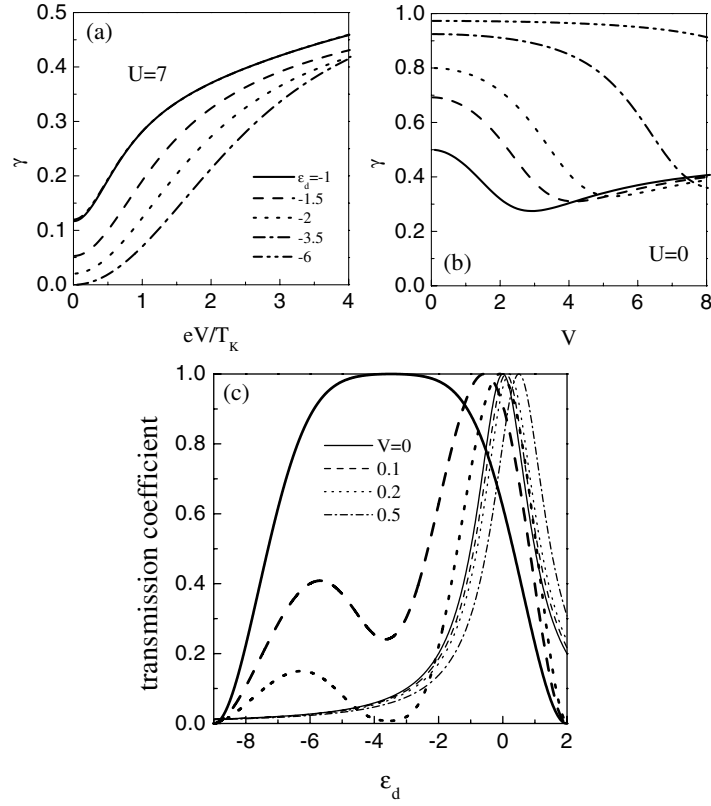 (a)
U=7
γ
0.5
0.4
0.3
0.2
0.1
0.0
ε_d=-1
-1.5
-2
-3.5
-6
0 1 2 3 4
eV/T_K
(b)
U=0
γ
1.0
0.8
0.6
0.4
0.2
0.0
0 2 4 6 8
V
(c)
transmission coefficient
1.0
0.8
0.6
0.4
0.2
0.0
V=0
0.1
0.2
0.5
-8 -6 -4 -2 0 2
ε_d